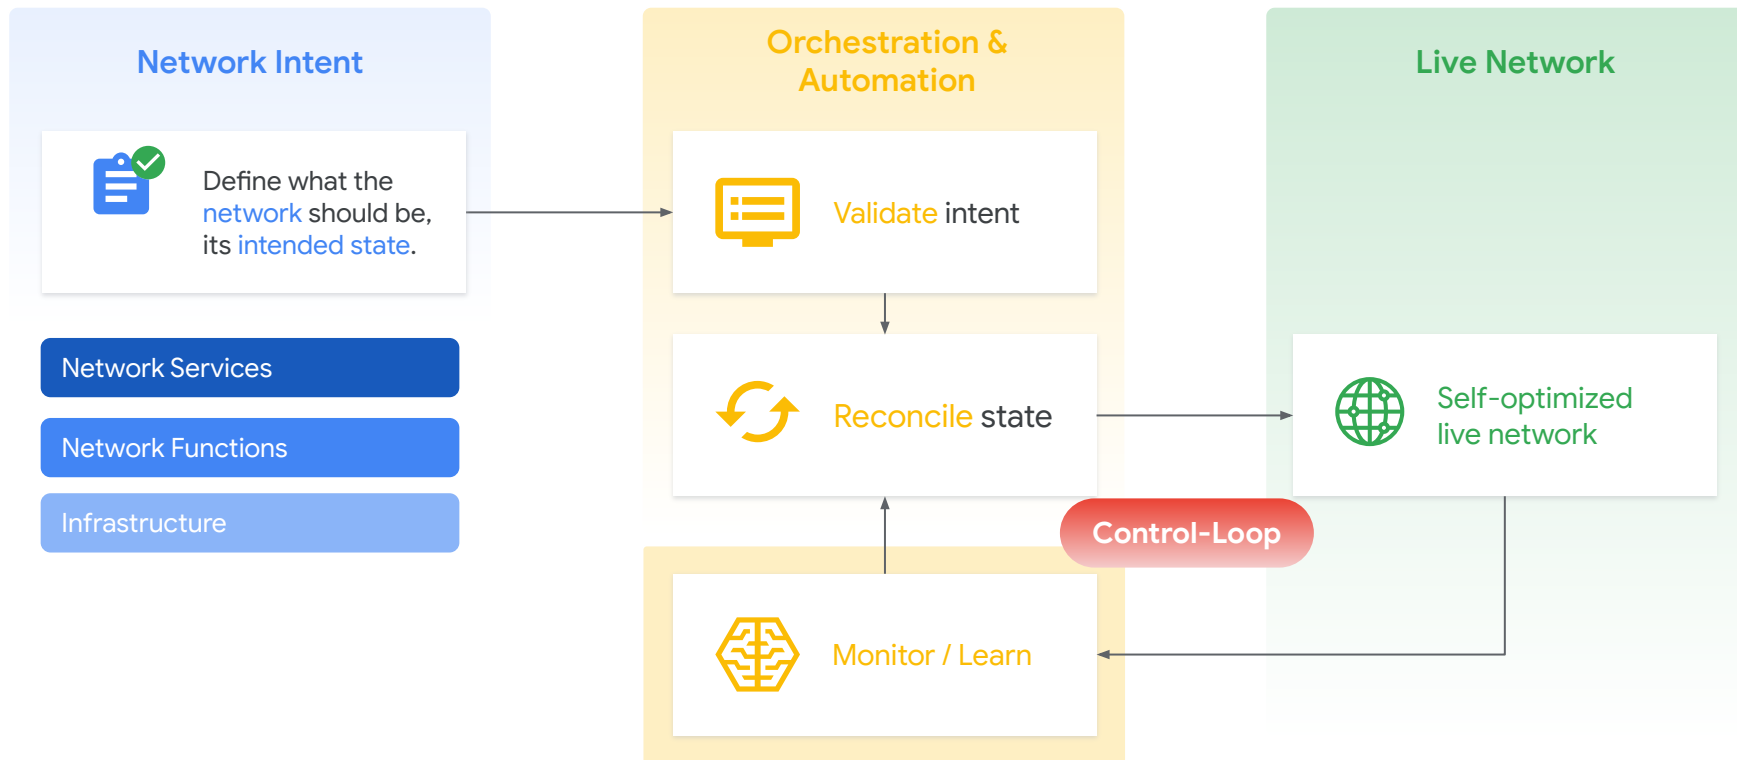 Network Intent
Define what the
network should be,
its intended state.
Network Services
Network Functions
Infrastructure
Orchestration &
Automation
Validate intent
Reconcile state
Control-Loop
Monitor / Learn
Live Network
Self-optimized
live network